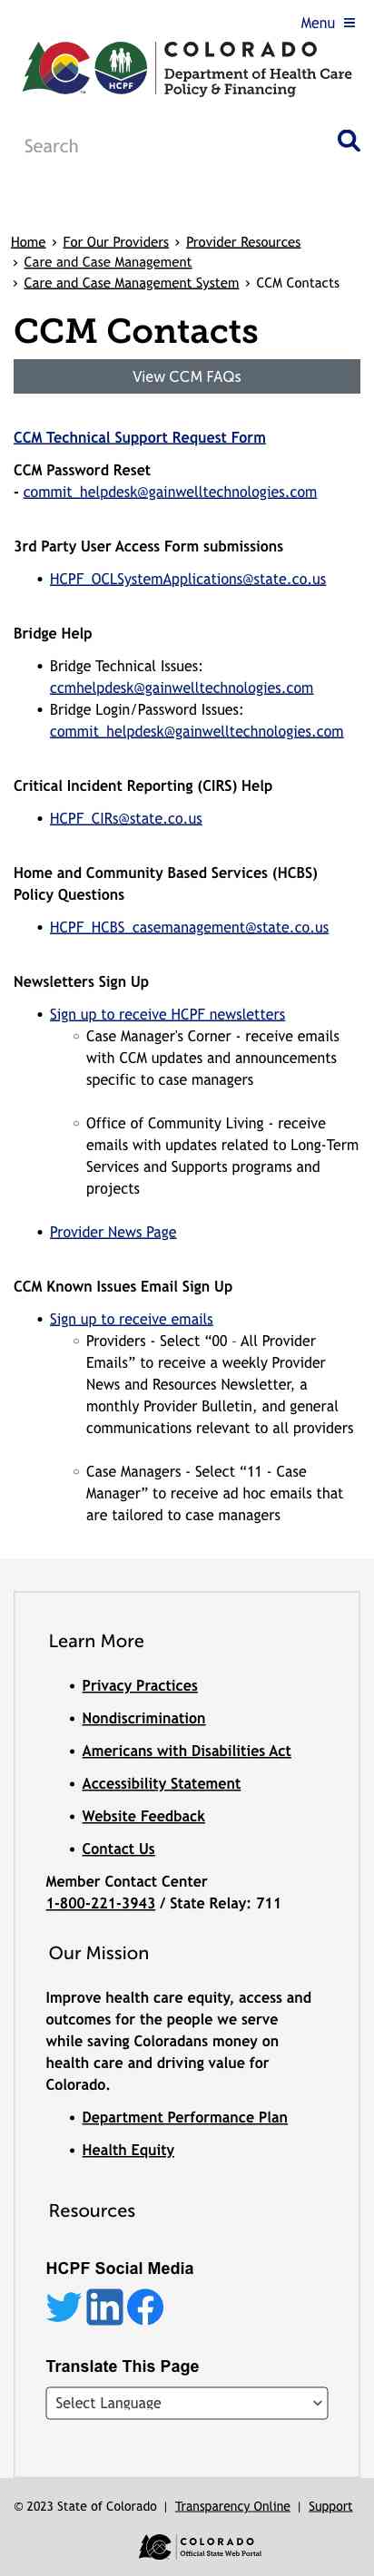 Menu
COLORADO
Department of Health Care
Policy & Financing
HCPF
Search
Home › For Our Providers › Provider Resources
› Care and Case Management
› Care and Case Management System › CCM Contacts
CCM Contacts
View CCM FAQs
CCM Technical Support Request Form
CCM Password Reset
- commit_helpdesk@gainwelltechnologies.com
3rd Party User Access Form submissions
• HCPF_OCLSystemApplications@state.co.us
Bridge Help
• Bridge Technical Issues:
ccmhelpdesk@gainwelltechnologies.com
• Bridge Login/Password Issues:
commit_helpdesk@gainwelltechnologies.com
Critical Incident Reporting (CIRS) Help
• HCPF_CIRs@state.co.us
Home and Community Based Services (HCBS)
Policy Questions
• HCPF_HCBS_casemanagement@state.co.us
Newsletters Sign Up
• Sign up to receive HCPF newsletters
◦ Case Manager's Corner - receive emails
with CCM updates and announcements
specific to case managers
◦ Office of Community Living - receive
emails with updates related to Long-Term
Services and Supports programs and
projects
• Provider News Page
CCM Known Issues Email Sign Up
• Sign up to receive emails
◦ Providers - Select “00 - All Provider
Emails” to receive a weekly Provider
News and Resources Newsletter, a
monthly Provider Bulletin, and general
communications relevant to all providers
◦ Case Managers - Select “11 - Case
Manager” to receive ad hoc emails that
are tailored to case managers
Learn More
• Privacy Practices
• Nondiscrimination
• Americans with Disabilities Act
• Accessibility Statement
• Website Feedback
• Contact Us
Member Contact Center
1-800-221-3943 / State Relay: 711
Our Mission
Improve health care equity, access and
outcomes for the people we serve
while saving Coloradans money on
health care and driving value for
Colorado.
• Department Performance Plan
• Health Equity
Resources
HCPF Social Media
in
Translate This Page
Select Language
© 2023 State of Colorado | Transparency Online | Support
COLORADO
Official State Web Portal